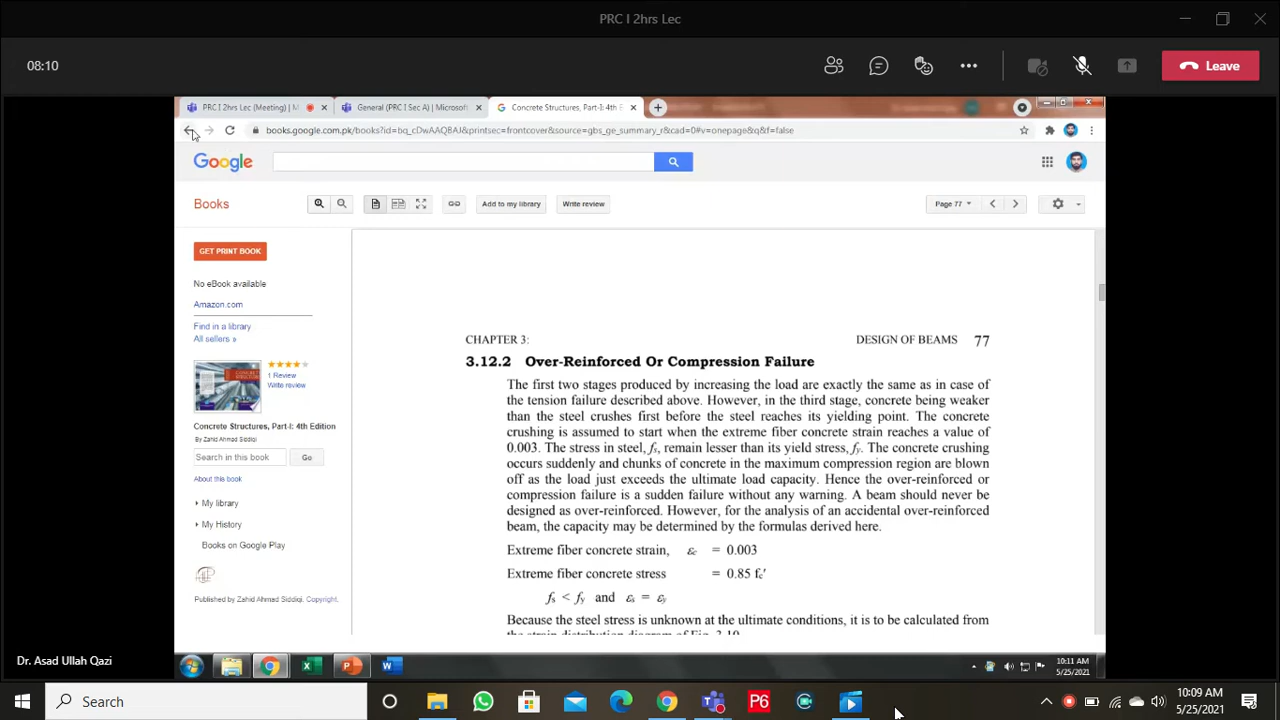 PRC I 2hrs Lec
08:10
Leave
PRC I 2hrs Lec (Meeting) | M
General (PRC I Sec A) | Microsoft
Concrete Structures, Part-I: 4th E
books.google.com.pk/books?id=bq_cDwAAQBAJ&printsec=frontcover&source=gbs_ge_summary_r&cad=0#v=onepage&q&f=false
Google
Books
Add to my library
Write review
Page 77
GET PRINT BOOK
No eBook available
Amazon.com
Find in a library
All sellers »
1 Review
Write review
Concrete Structures, Part-I: 4th Edition
By Zahid Ahmad Siddiqi
Search in this book
Go
About this book
My library
My History
Books on Google Play
Published by Zahid Ahmad Siddiqi. Copyright.
CHAPTER 3: DESIGN OF BEAMS 77
3.12.2 Over-Reinforced Or Compression Failure
The first two stages produced by increasing the load are exactly the same as in case of
the tension failure described above. However, in the third stage, concrete being weaker
than the steel crushes first before the steel reaches its yielding point. The concrete
crushing is assumed to start when the extreme fiber concrete strain reaches a value of
0.003. The stress in steel, fs, remain lesser than its yield stress, fy. The concrete crushing
occurs suddenly and chunks of concrete in the maximum compression region are blown
off as the load just exceeds the ultimate load capacity. Hence the over-reinforced or
compression failure is a sudden failure without any warning. A beam should never be
designed as over-reinforced. However, for the analysis of an accidental over-reinforced
beam, the capacity may be determined by the formulas derived here.
Extreme fiber concrete strain, εc = 0.003
Extreme fiber concrete stress = 0.85 fc′
fs < fy and εs = εy
Because the steel stress is unknown at the ultimate conditions, it is to be calculated from
the strain distribution diagram of Fig. 3.10.
Dr. Asad Ullah Qazi
10:11 AM
5/25/2021
Search
P6
10:09 AM
5/25/2021